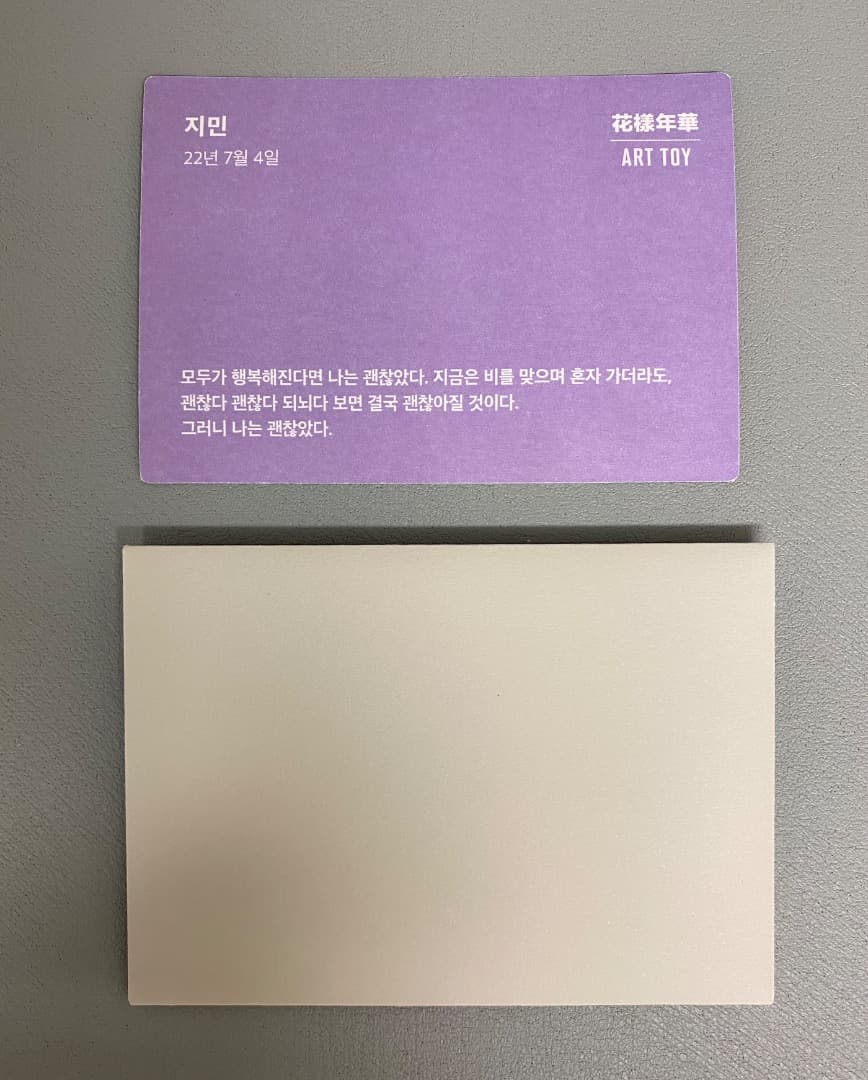 지민
22년 7월 4일
花樣年華
ART TOY
모두가 행복해진다면 나는 괜찮았다. 지금은 비를 맞으며 혼자 가더라도,
괜찮다 괜찮다 되뇌다 보면 결국 괜찮아질 것이다.
그러니 나는 괜찮았다.